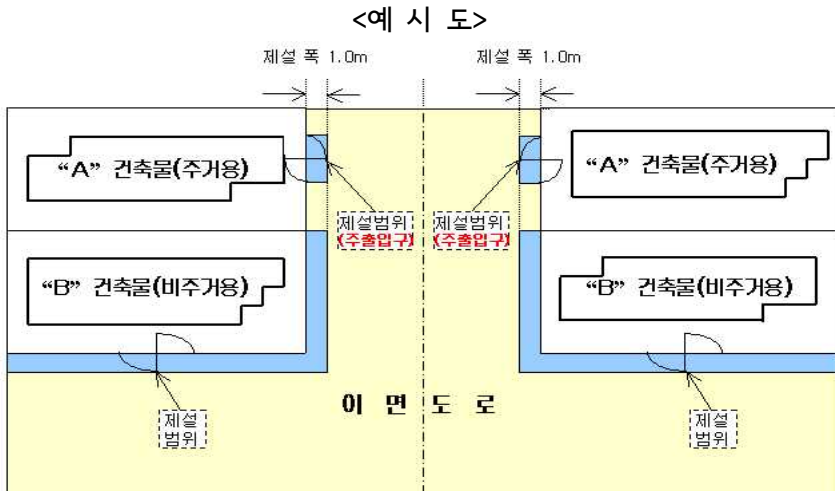 <예 시 도>
제설 폭 1.0m
제설 폭 1.0m
“A” 건축물(주거용)
“A” 건축물(주거용)
제설범위
(주출입구)
제설범위
(주출입구)
“B” 건축물(비주거용)
“B” 건축물(비주거용)
이 면 도 로
제설
범위
제설
범위